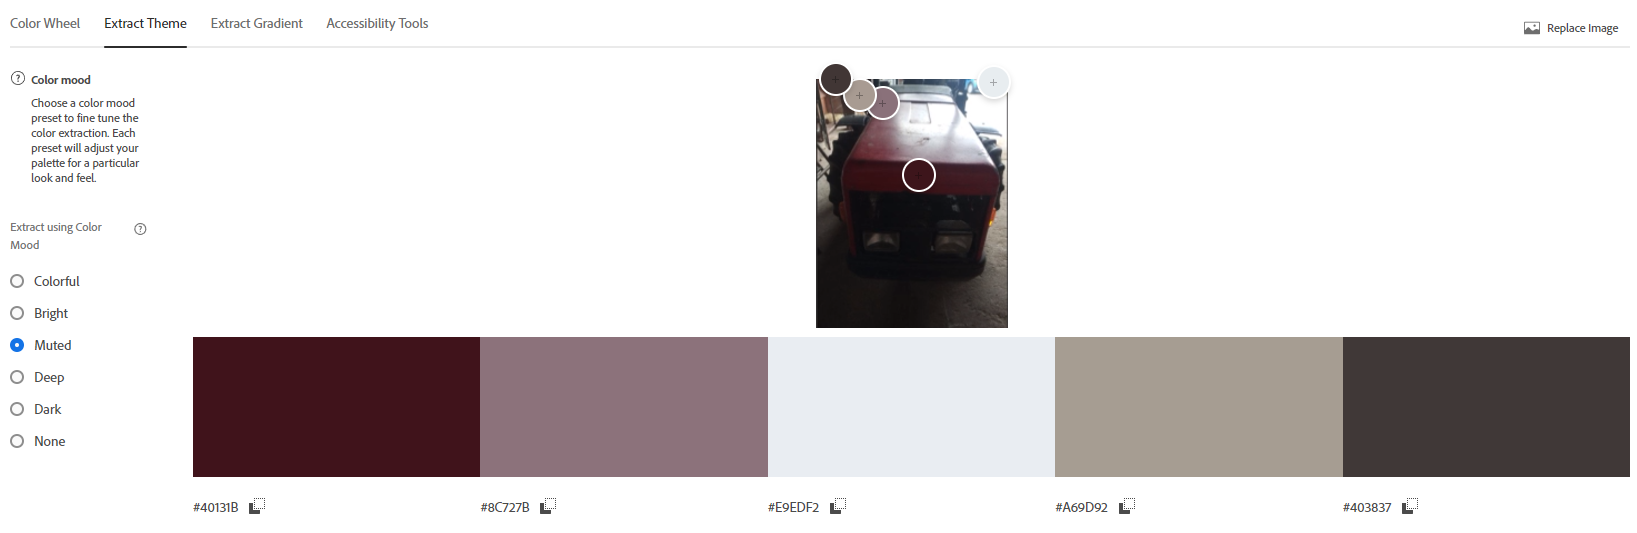 Color Wheel
Extract Theme
Extract Gradient
Accessibility Tools
Replace Image
Color mood
Choose a color mood
preset to fine tune the
color extraction. Each
preset will adjust your
palette for a particular
look and feel.
Extract using Color
Mood
Colorful
Bright
Muted
Deep
Dark
None
#40131B
#8C727B
#E9EDF2
#A69D92
#403837